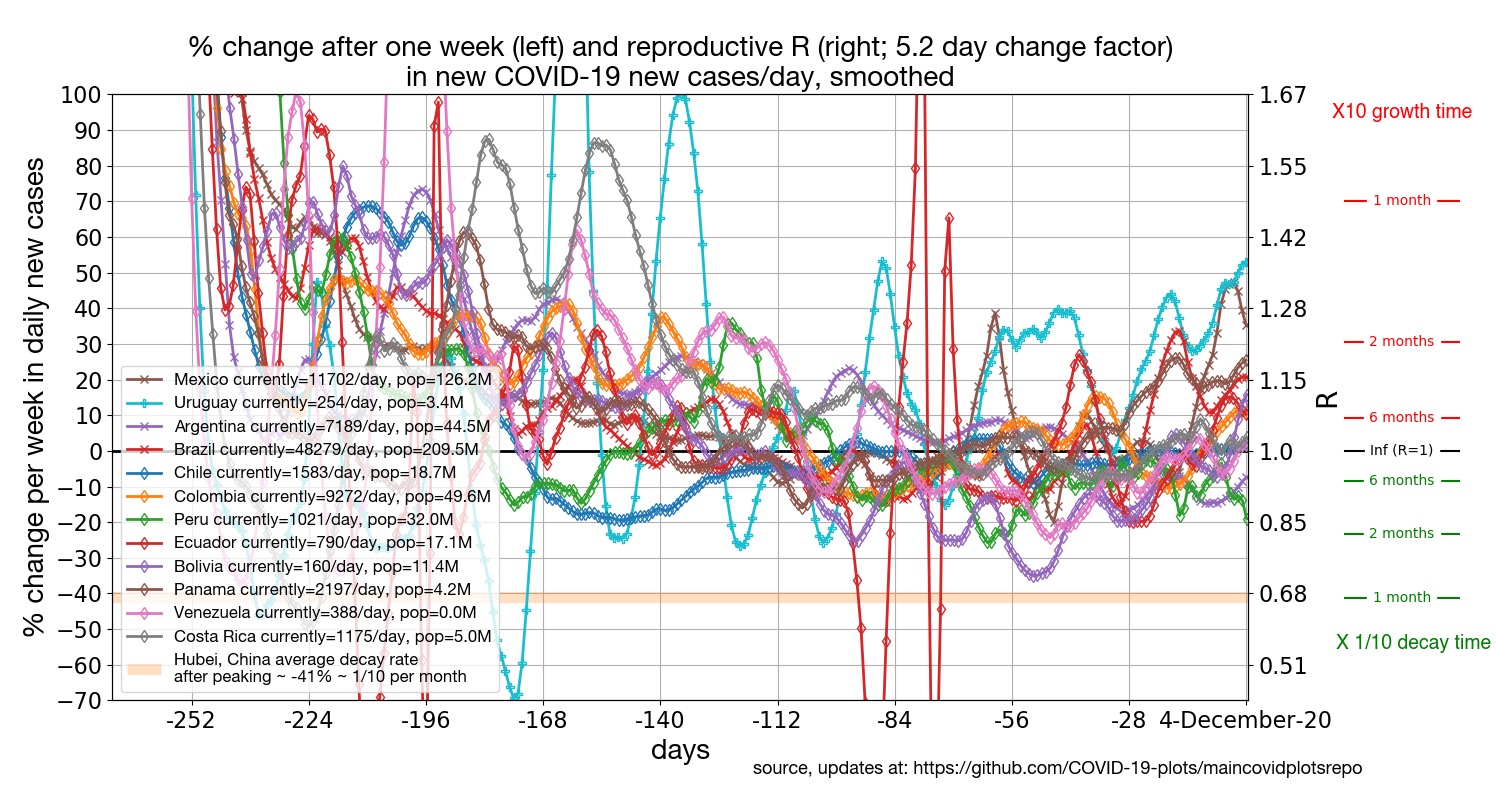 % change after one week (left) and reproductive R (right; 5.2 day change factor)
in new COVID-19 new cases/day, smoothed
% change per week in daily new cases
100
90
80
70
60
50
40
30
20
10
0
−10
−20
−30
−40
−50
−60
−70
Mexico currently=11702/day, pop=126.2M
Uruguay currently=254/day, pop=3.4M
Argentina currently=7189/day, pop=44.5M
Brazil currently=48279/day, pop=209.5M
Chile currently=1583/day, pop=18.7M
Colombia currently=9272/day, pop=49.6M
Peru currently=1021/day, pop=32.0M
Ecuador currently=790/day, pop=17.1M
Bolivia currently=160/day, pop=11.4M
Panama currently=2197/day, pop=4.2M
Venezuela currently=388/day, pop=0.0M
Costa Rica currently=1175/day, pop=5.0M
Hubei, China average decay rate
after peaking ~ -41% ~ 1/10 per month
-252 -224 -196 -168 -140 -112 -84 -56 -28 4-December-20
days
1.67
1.55
1.42
1.28
1.15
1.0
0.85
0.68
0.51
R
X10 growth time
1 month
2 months
6 months
Inf (R=1)
6 months
2 months
1 month
X 1/10 decay time
source, updates at: https://github.com/COVID-19-plots/maincovidplotsrepo